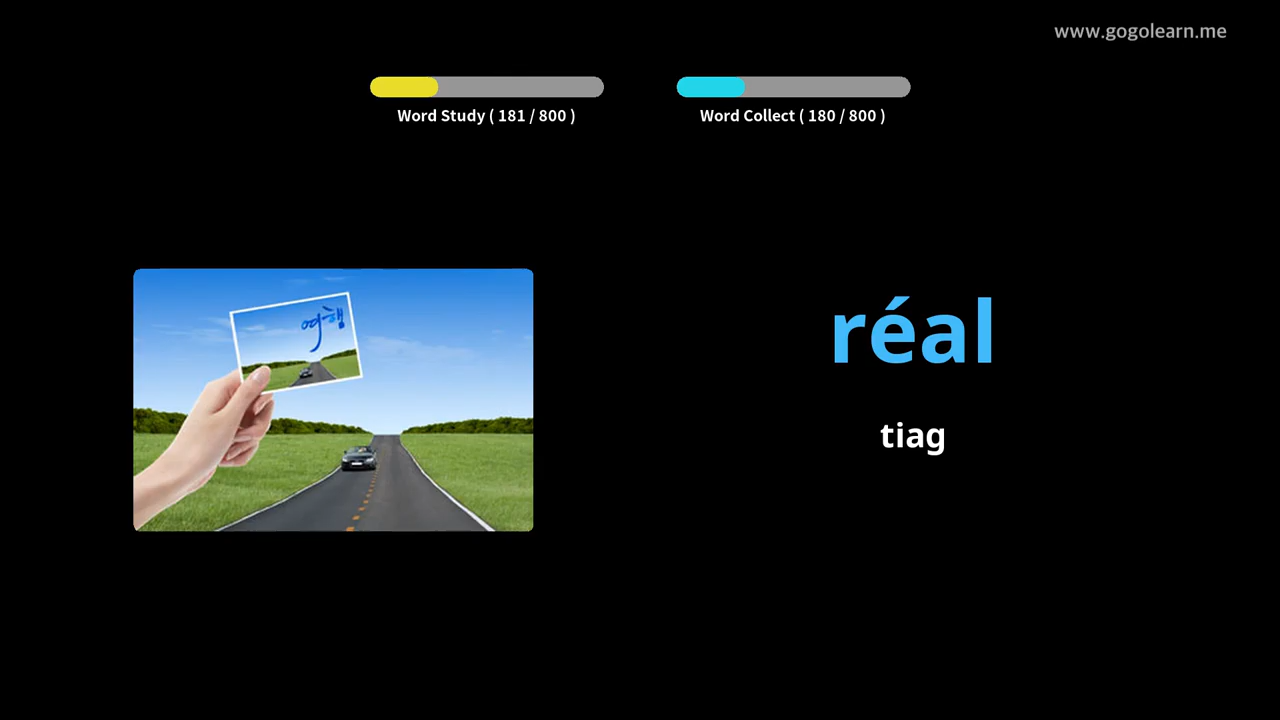 www.gogolearn.me
Word Study ( 181 / 800 )
Word Collect ( 180 / 800 )
여행
réal
tiag